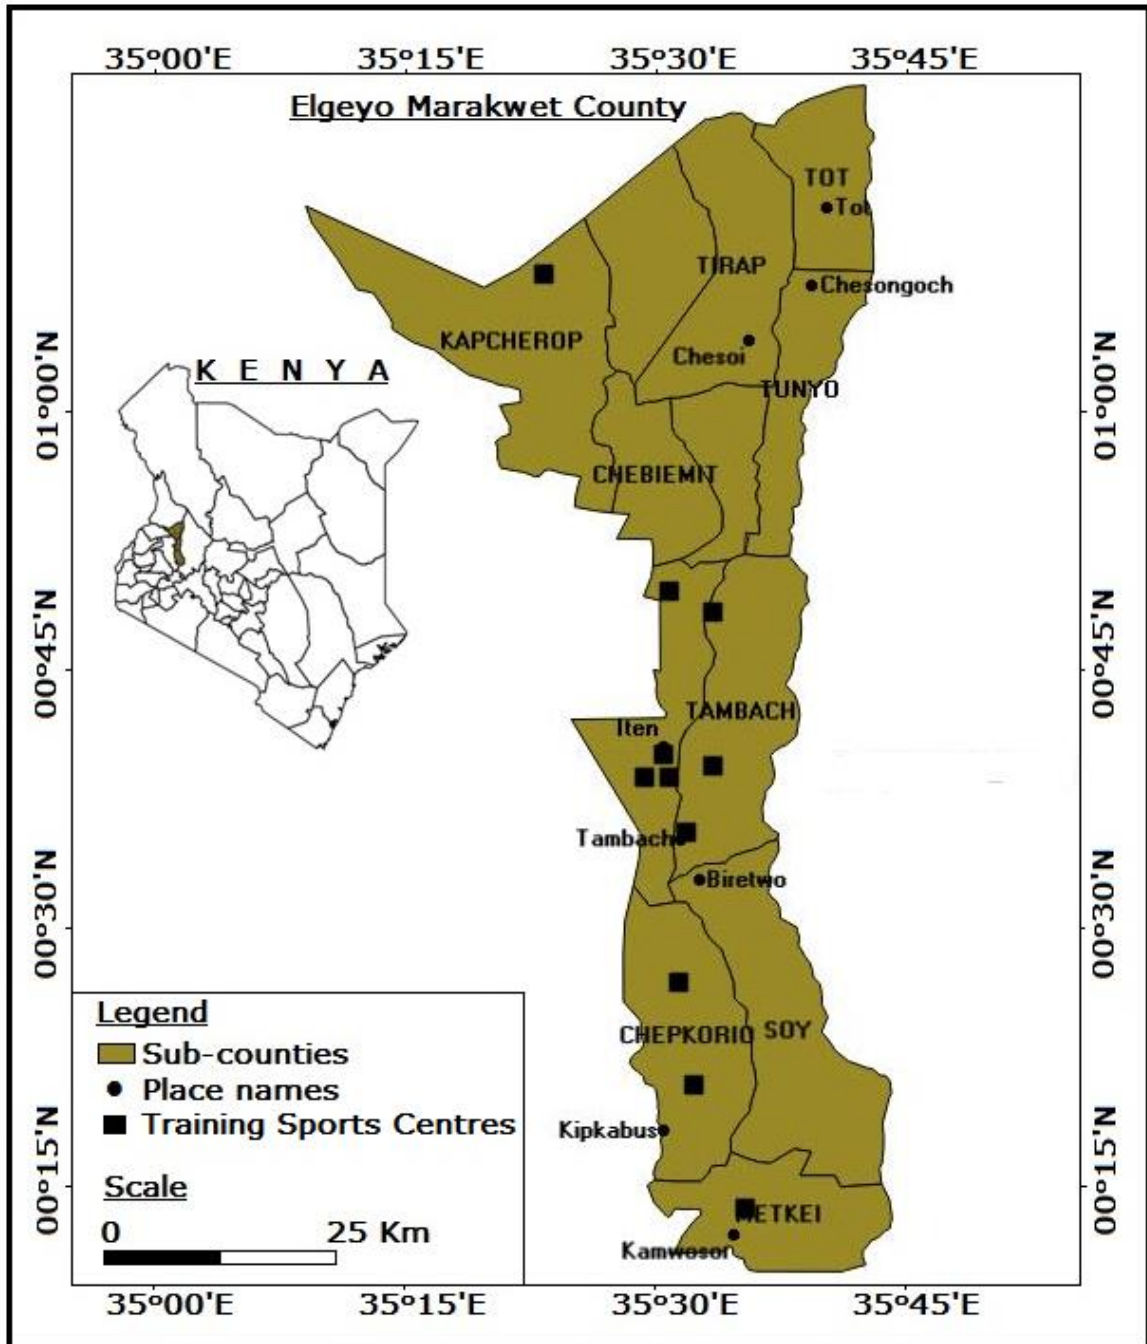 35°00'E 35°15'E 35°30'E 35°45'E
Elgeyo Marakwet County
TOT
Tot
TIRAP
Chesongoch
KAPCHEROP
Chesoi
K E N Y A
TUNYO
01°00'N
01°00'N
CHEBIEMIT
00°45'N
00°45'N
TAMBACH
Iten
Tambach
Biretwo
00°30'N
00°30'N
Legend
Sub-counties
Place names
Training Sports Centres
CHEPKORIO
SOY
Kipkabus
00°15'N
00°15'N
Scale
0 25 Km
METKEI
Kamwosor
35°00'E 35°15'E 35°30'E 35°45'E